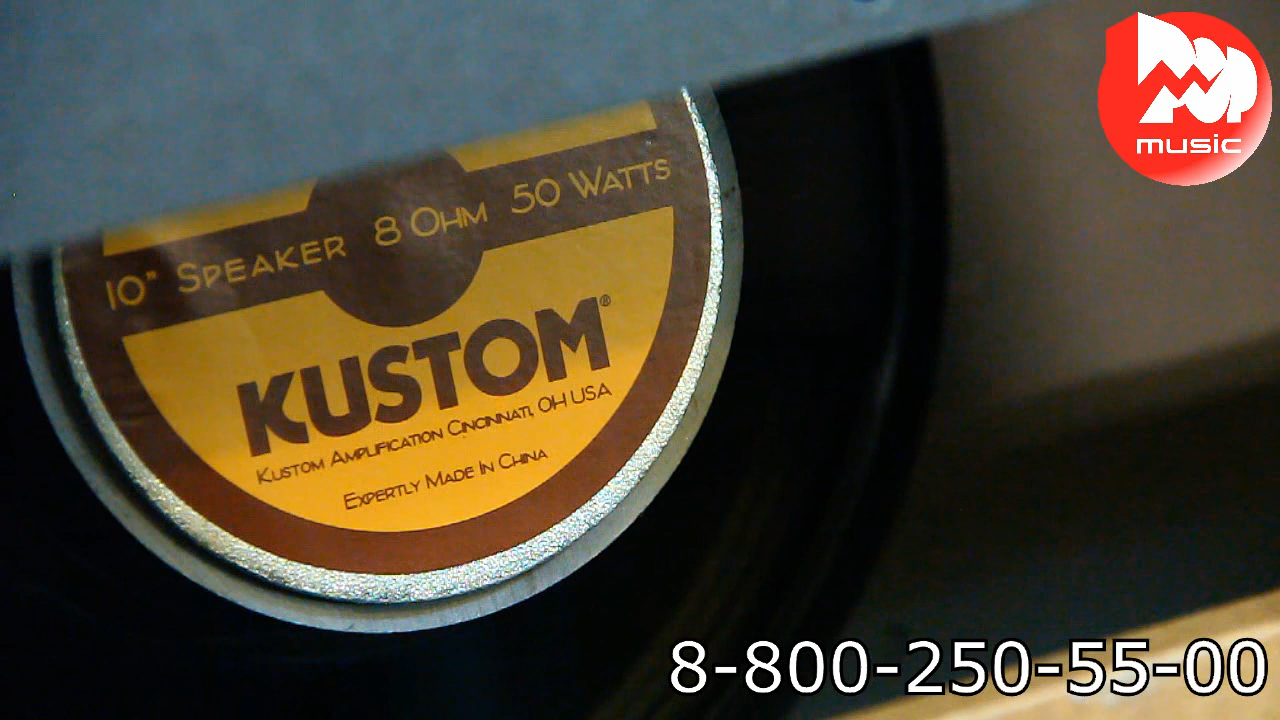 POP
music
10" SPEAKER 8 OHM 50 WATTS
KUSTOM®
KUSTOM AMPLIFICATION CINCINNATI, OH USA
EXPERTLY MADE IN CHINA
8-800-250-55-00